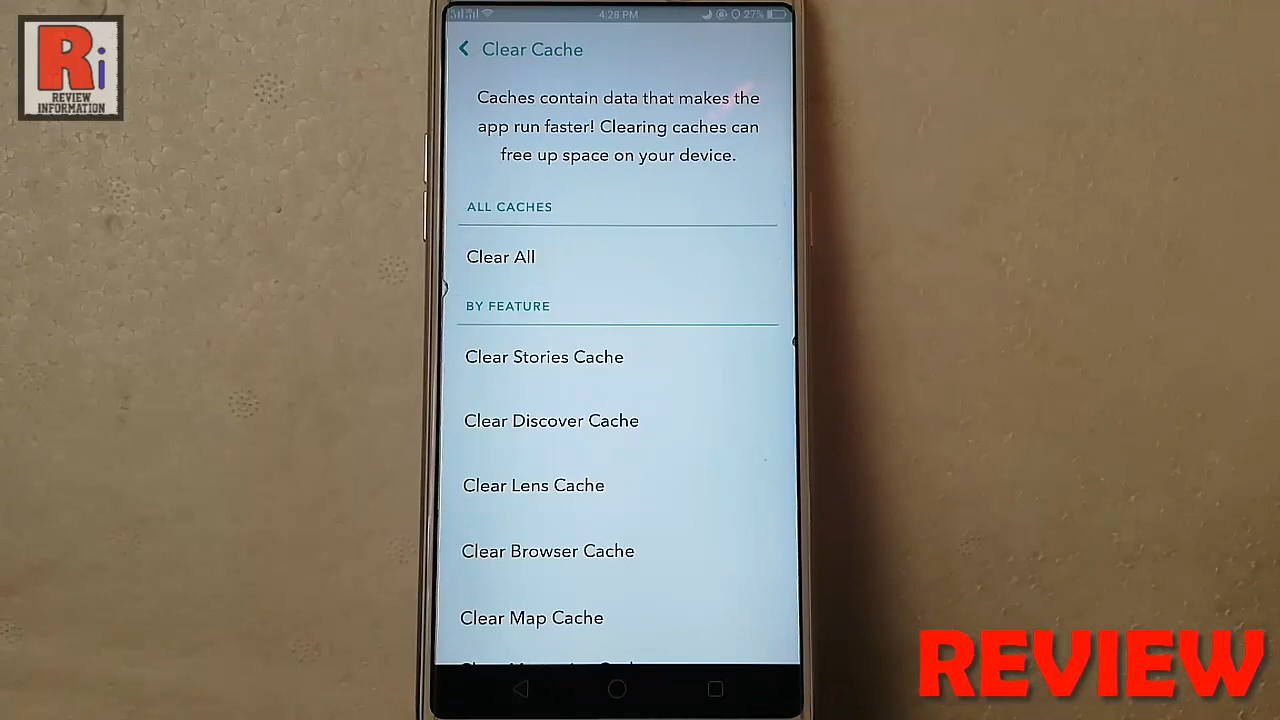 Ri
REVIEW
INFORMATION
4:28 PM
27%
Clear Cache
Caches contain data that makes the
app run faster! Clearing caches can
free up space on your device.
ALL CACHES
Clear All
BY FEATURE
Clear Stories Cache
Clear Discover Cache
Clear Lens Cache
Clear Browser Cache
Clear Map Cache
REVIEW